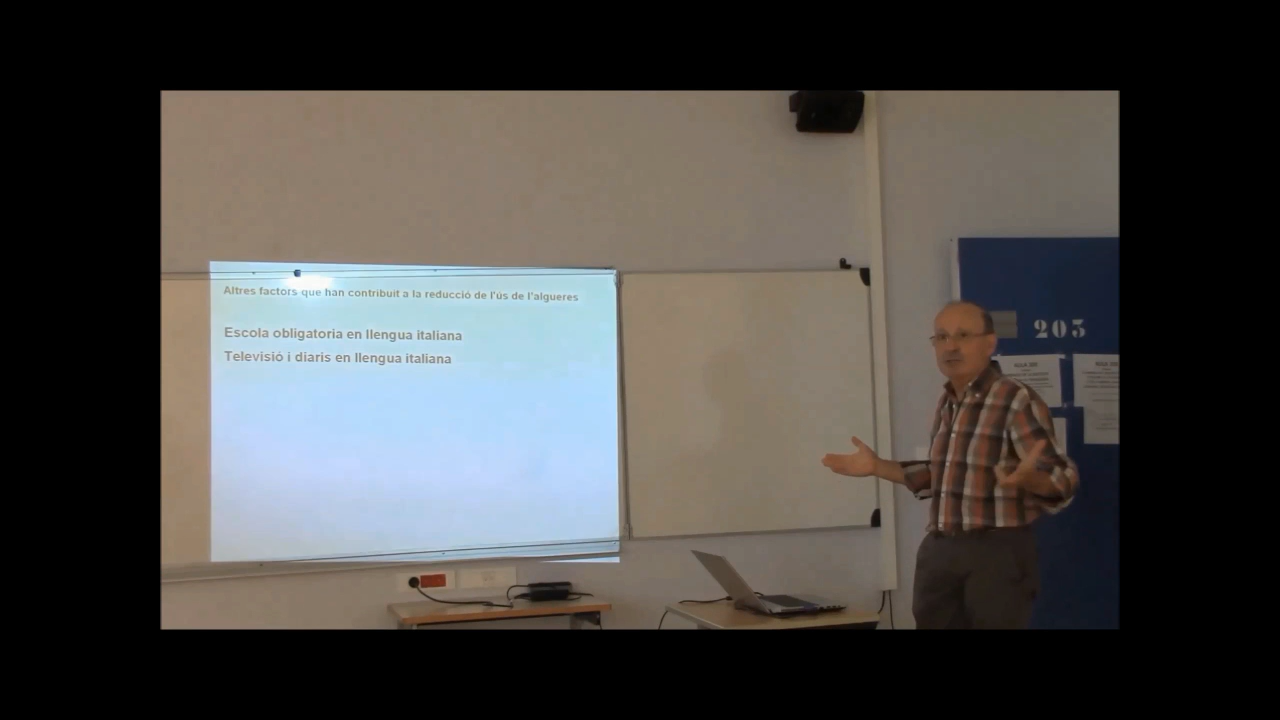 Altres factors que han contribuit a la reducció de l'ús de l'algueres
Escola obligatoria en llengua italiana
Televisió i diaris en llengua italiana
203